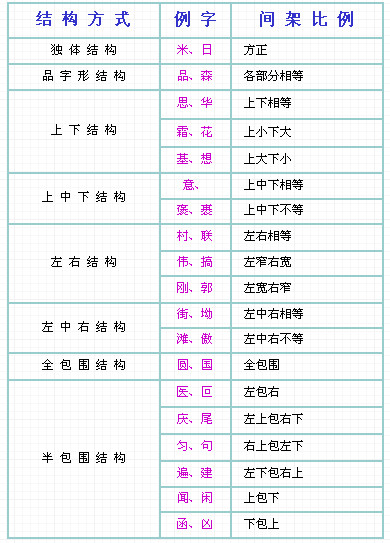 结构方式 例字 间架比例
独体结构 米、日 方正
品字形结构 品、森 各部分相等
上下结构 思、华 上下相等
霜、花 上小下大
基、想 上大下小
上中下结构 意、 上中下相等
褒、裹 上中下不等
左右结构 村、联 左右相等
伟、搞 左窄右宽
刚、郭 左宽右窄
左中右结构 街、坳 左中右相等
滩、傲 左中右不等
全包围结构 圆、国 全包围
半包围结构 医、叵 左包右
庆、尾 左上包右下
匀、句 右上包左下
遍、建 左下包右上
闻、闲 上包下
函、凶 下包上